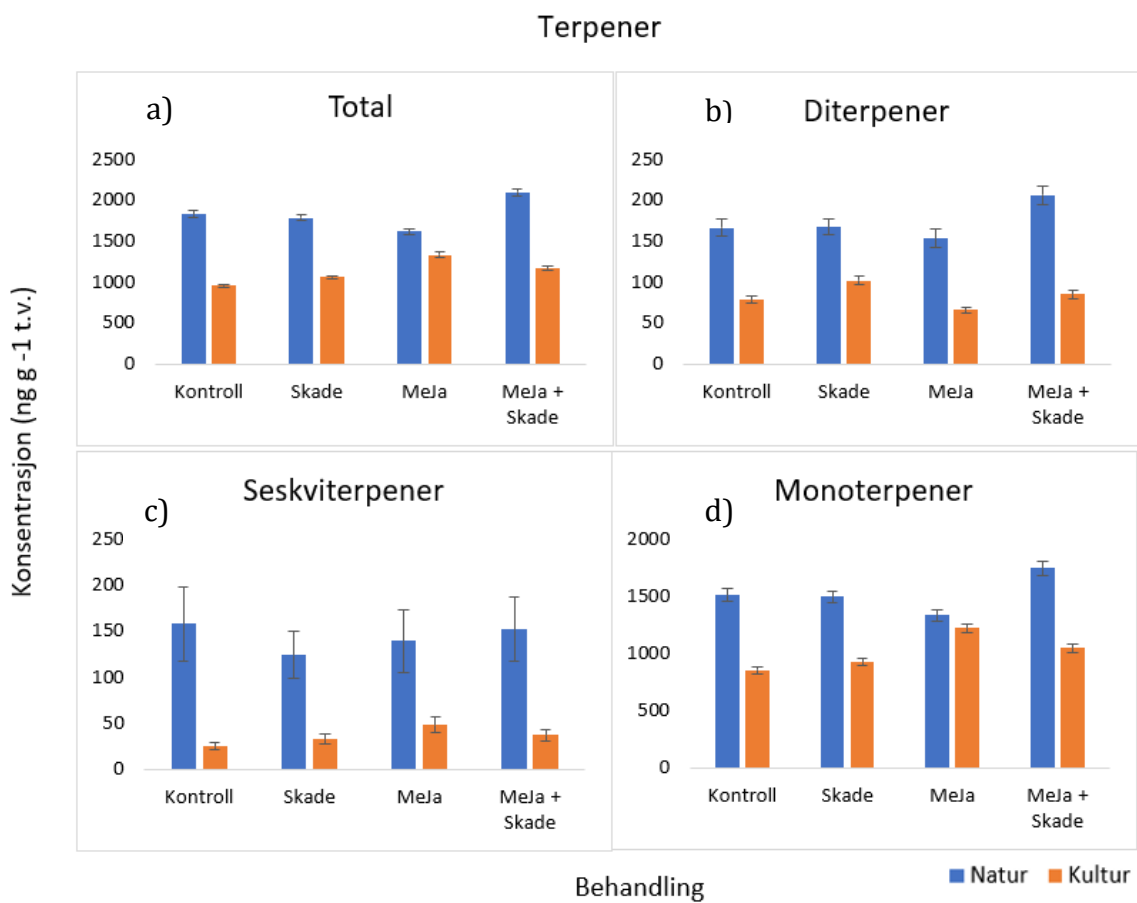 Terpener
a)
Total
2500
2000
1500
1000
500
0
Kontroll Skade MeJa MeJa +
Skade
b)
Diterpener
250
200
150
100
50
0
Kontroll Skade MeJa MeJa +
Skade
Konsentrasjon (ng g -1 t.v.)
c)
Seskviterpener
250
200
150
100
50
0
Kontroll Skade MeJa MeJa +
Skade
d)
Monoterpener
2000
1500
1000
500
0
Kontroll Skade MeJa MeJa +
Skade
Behandling
Natur Kultur